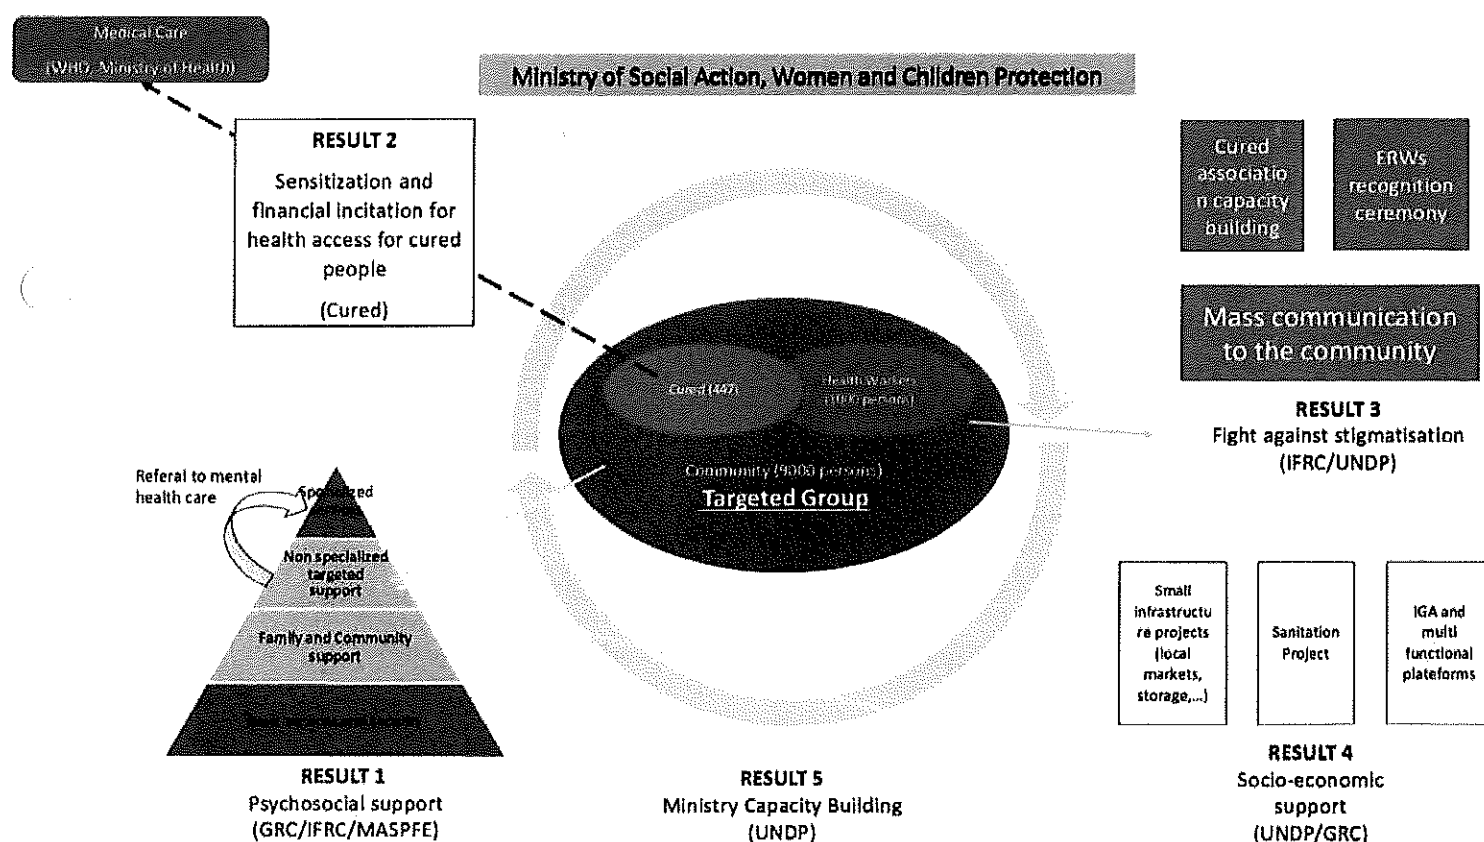 Medical Care
(WHO, Ministry of Health)
Ministry of Social Action, Women and Children Protection
RESULT 2
Sensitization and
financial incitation for
health access for cured
people
(Cured)
Cured
associatio
n capacity
building
ERWs
recognition
ceremony
Mass communication
to the community
RESULT 3
Fight against stigmatisation
(IFRC/UNDP)
Cured (447)
Health Workers
(1000 persons)
Community (9000 persons)
Targeted Group
Referal to mental
health care
Specialized
Non specialized
targeted
support
Family and Community
support
RESULT 1
Psychosocial support
(GRC/IFRC/MASPFE)
RESULT 5
Ministry Capacity Building
(UNDP)
Small
infrastructu
re projects
(local
markets,
storage,...)
Sanitation
Project
IGA and
multi
functional
plateforms
RESULT 4
Socio-economic
support
(UNDP/GRC)